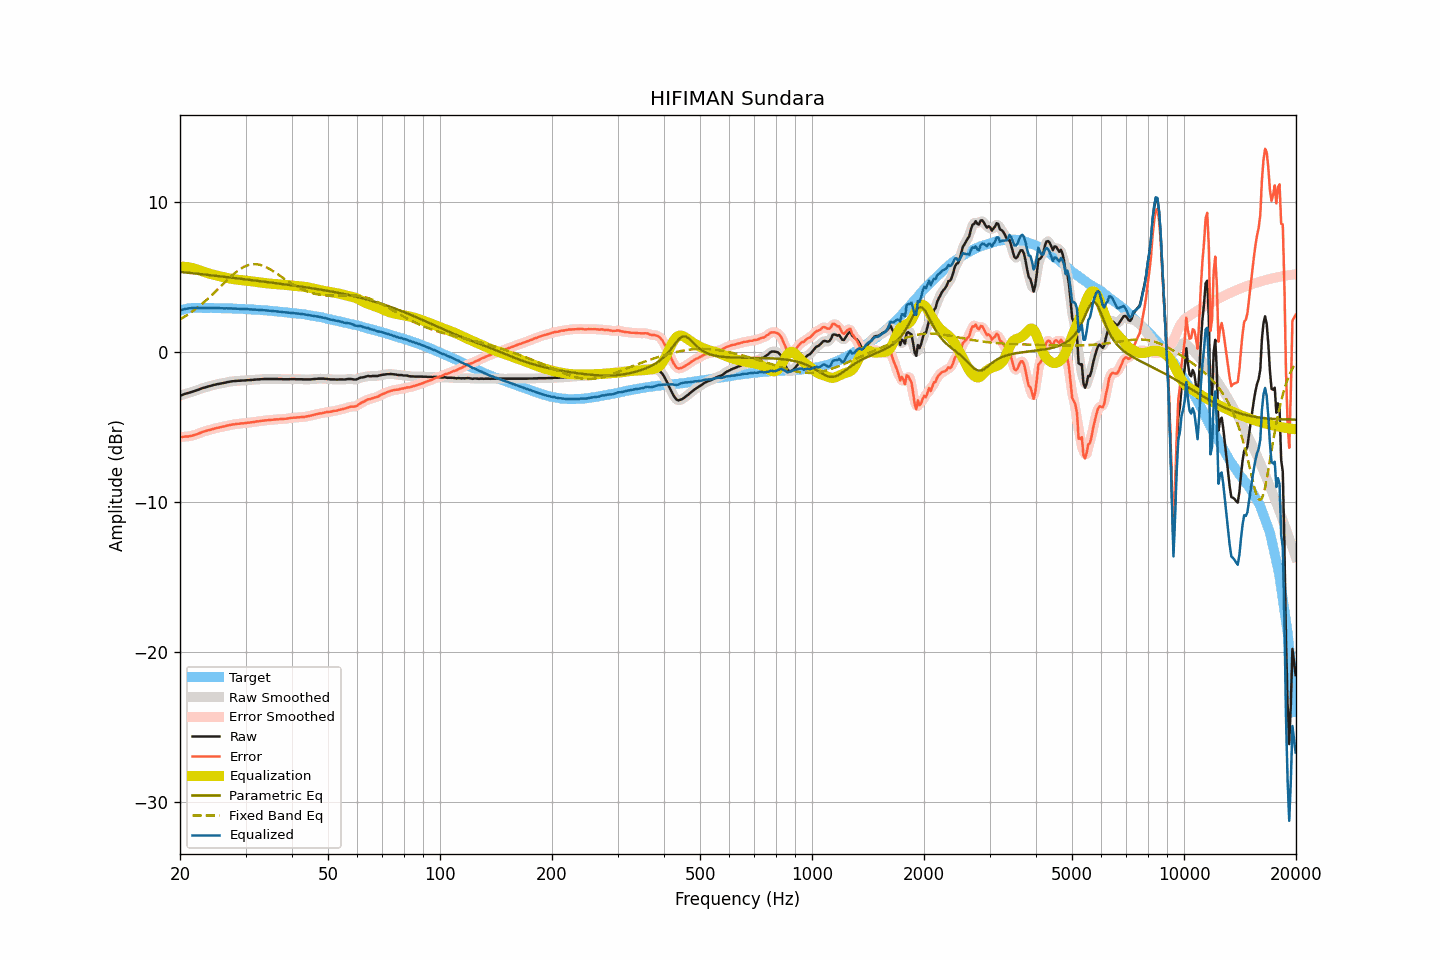 HIFIMAN Sundara
Amplitude (dBr)
10
0
−10
−20
−30
Target
Raw Smoothed
Error Smoothed
Raw
Error
Equalization
Parametric Eq
Fixed Band Eq
Equalized
20 50 100 200 500 1000 2000 5000 10000 20000
Frequency (Hz)